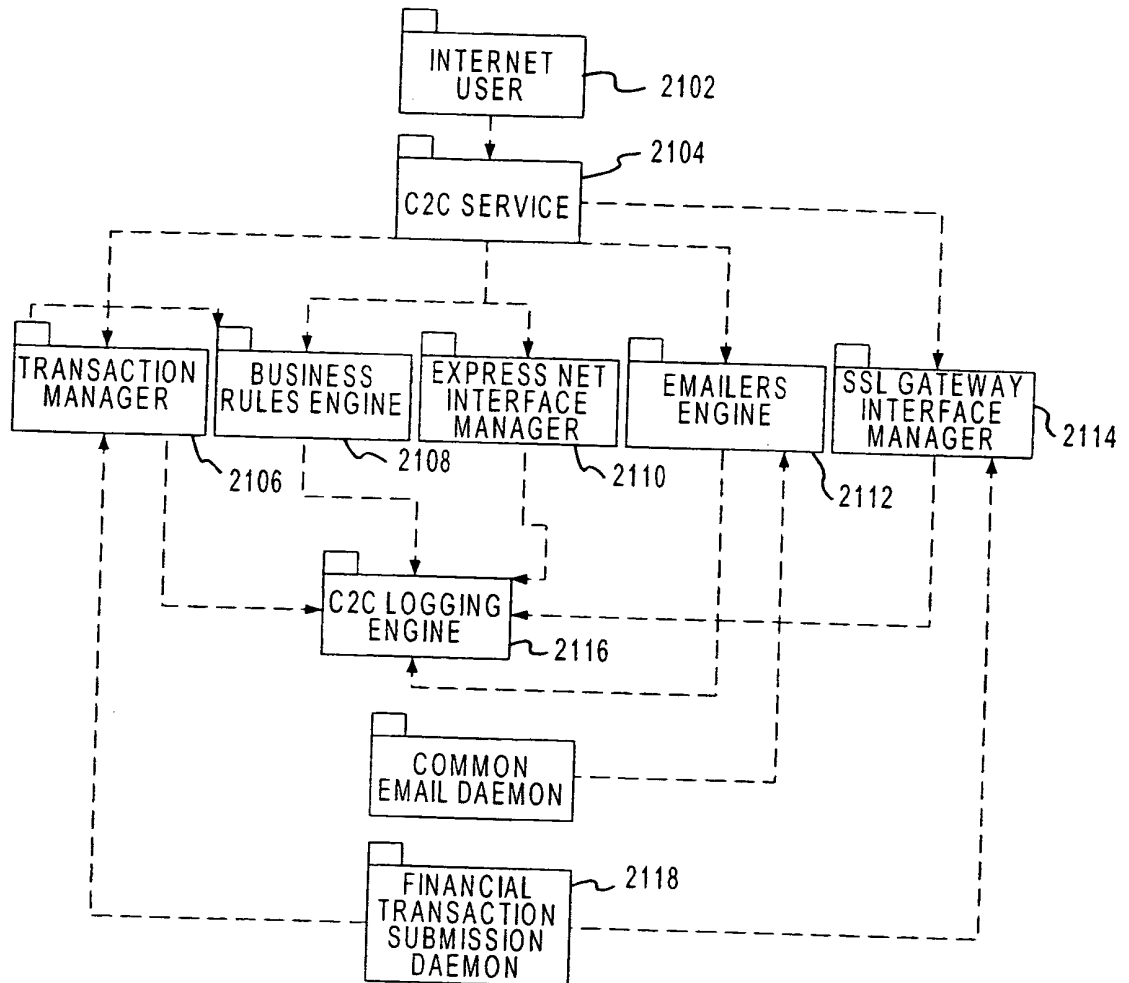 INTERNET
USER
2102
2104
C2C SERVICE
TRANSACTION
MANAGER
2106
BUSINESS
RULES ENGINE
2108
EXPRESS NET
INTERFACE
MANAGER
2110
EMAILERS
ENGINE
2112
SSL GATEWAY
INTERFACE
MANAGER
2114
C2C LOGGING
ENGINE
2116
COMMON
EMAIL DAEMON
2118
FINANCIAL
TRANSACTION
SUBMISSION
DAEMON